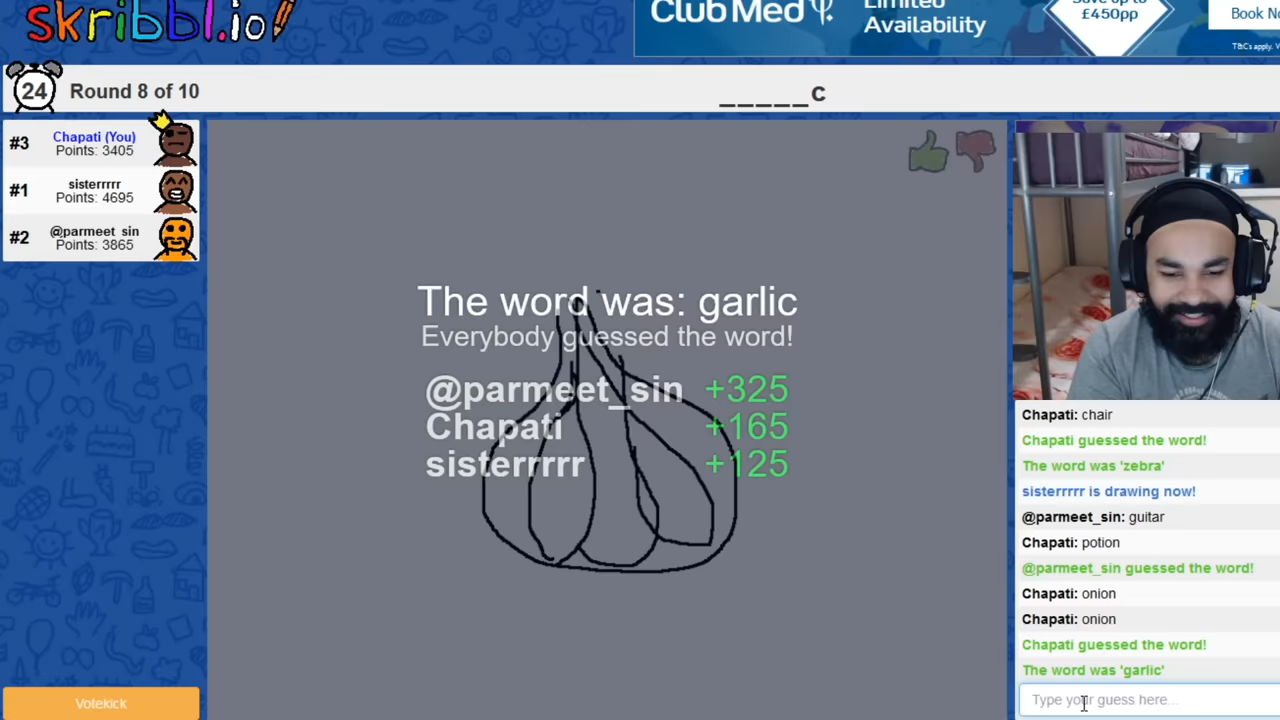 skribbl.io
Club Med
Limited
Availability
Save up to
£450pp
Book No
T&Cs apply. V
24
Round 8 of 10
_____c
#3
Chapati (You)
Points: 3405
#1
sisterrrrr
Points: 4695
#2
@parmeet_sin
Points: 3865
The word was: garlic
Everybody guessed the word!
@parmeet_sin +325
Chapati +165
sisterrrrr +125
Chapati: chair
Chapati guessed the word!
The word was 'zebra'
sisterrrrr is drawing now!
@parmeet_sin: guitar
Chapati: potion
@parmeet_sin guessed the word!
Chapati: onion
Chapati: onion
Chapati guessed the word!
The word was 'garlic'
Type your guess here...
Votekick